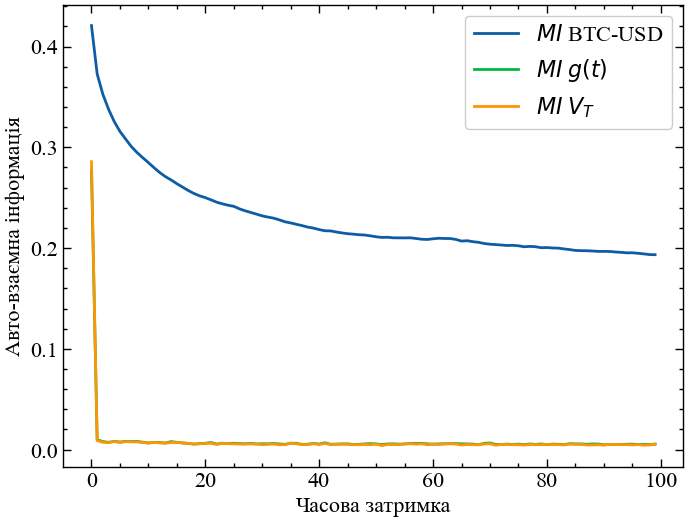 MI BTC-USD
MI g(t)
MI V_T
0.4
0.3
0.2
0.1
0.0
Авто-взаємна інформація
0 20 40 60 80 100
Часова затримка